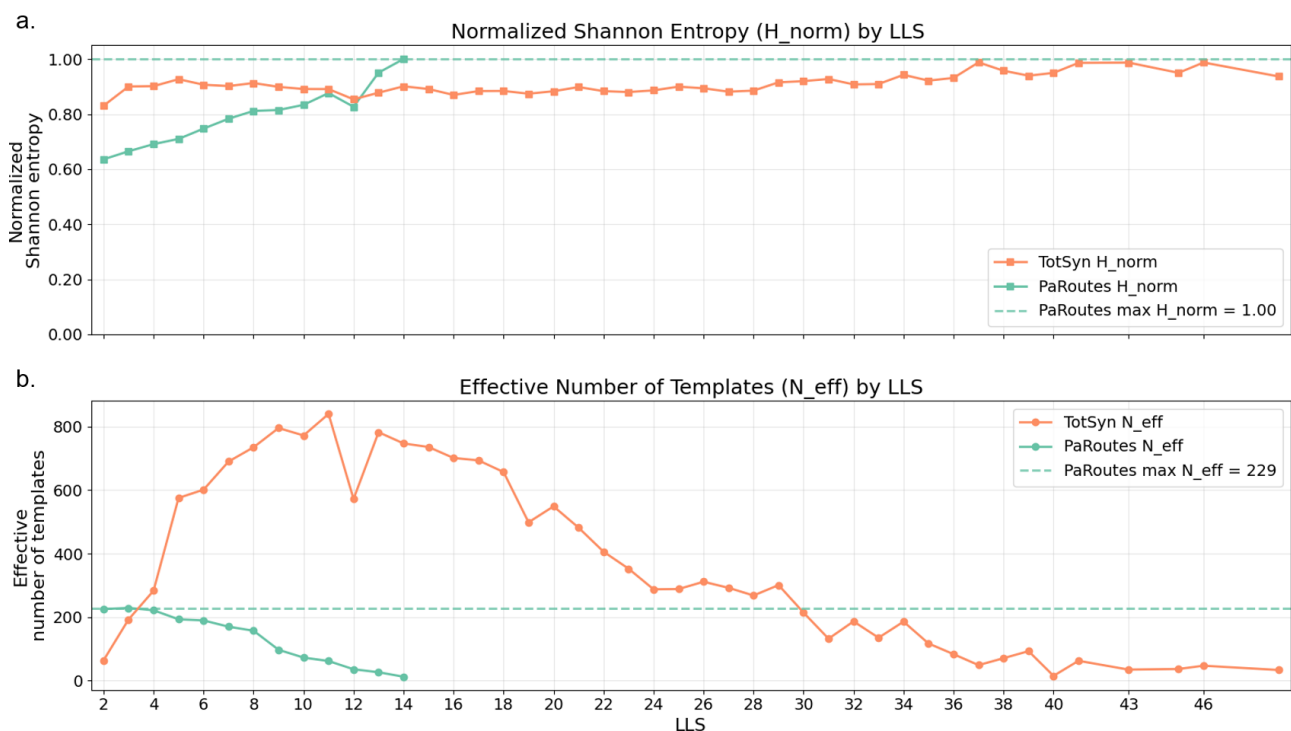 a.
Normalized Shannon Entropy (H_norm) by LLS
Normalized
Shannon entropy
1.00
0.80
0.60
0.40
0.20
0.00
TotSyn H_norm
PaRoutes H_norm
PaRoutes max H_norm = 1.00
b.
Effective Number of Templates (N_eff) by LLS
Effective
number of templates
800
600
400
200
0
TotSyn N_eff
PaRoutes N_eff
PaRoutes max N_eff = 229
2 4 6 8 10 12 14 16 18 20 22 24 26 28 30 32 34 36 38 40 43 46
LLS